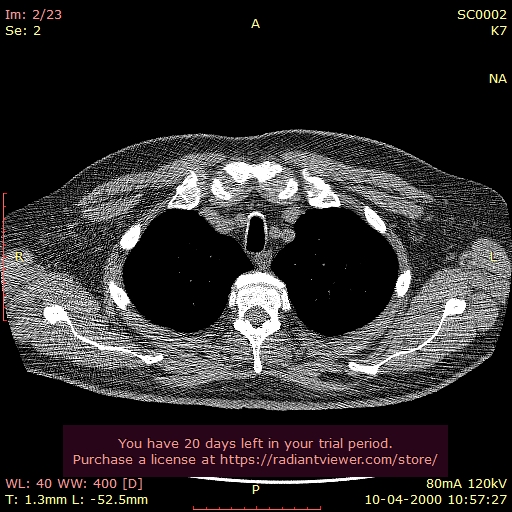 Im: 2/23
Se: 2
A
SC0002
K7
NA
R
L
You have 20 days left in your trial period.
Purchase a license at https://radiantviewer.com/store/
WL: 40 WW: 400 [D]
T: 1.3mm L: -52.5mm
P
80mA 120kV
10-04-2000 10:57:27